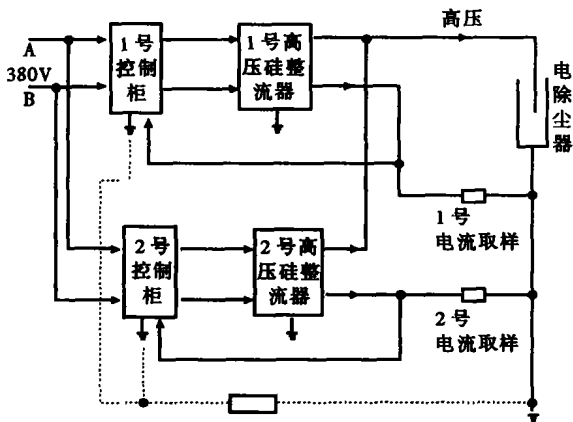 高压
A
380V
B
1号
控制
柜
1号高
压硅整
流器
电
除
尘
器
1号
电流取样
2号
控制
柜
2号高
压硅整
流器
2号
电流取样